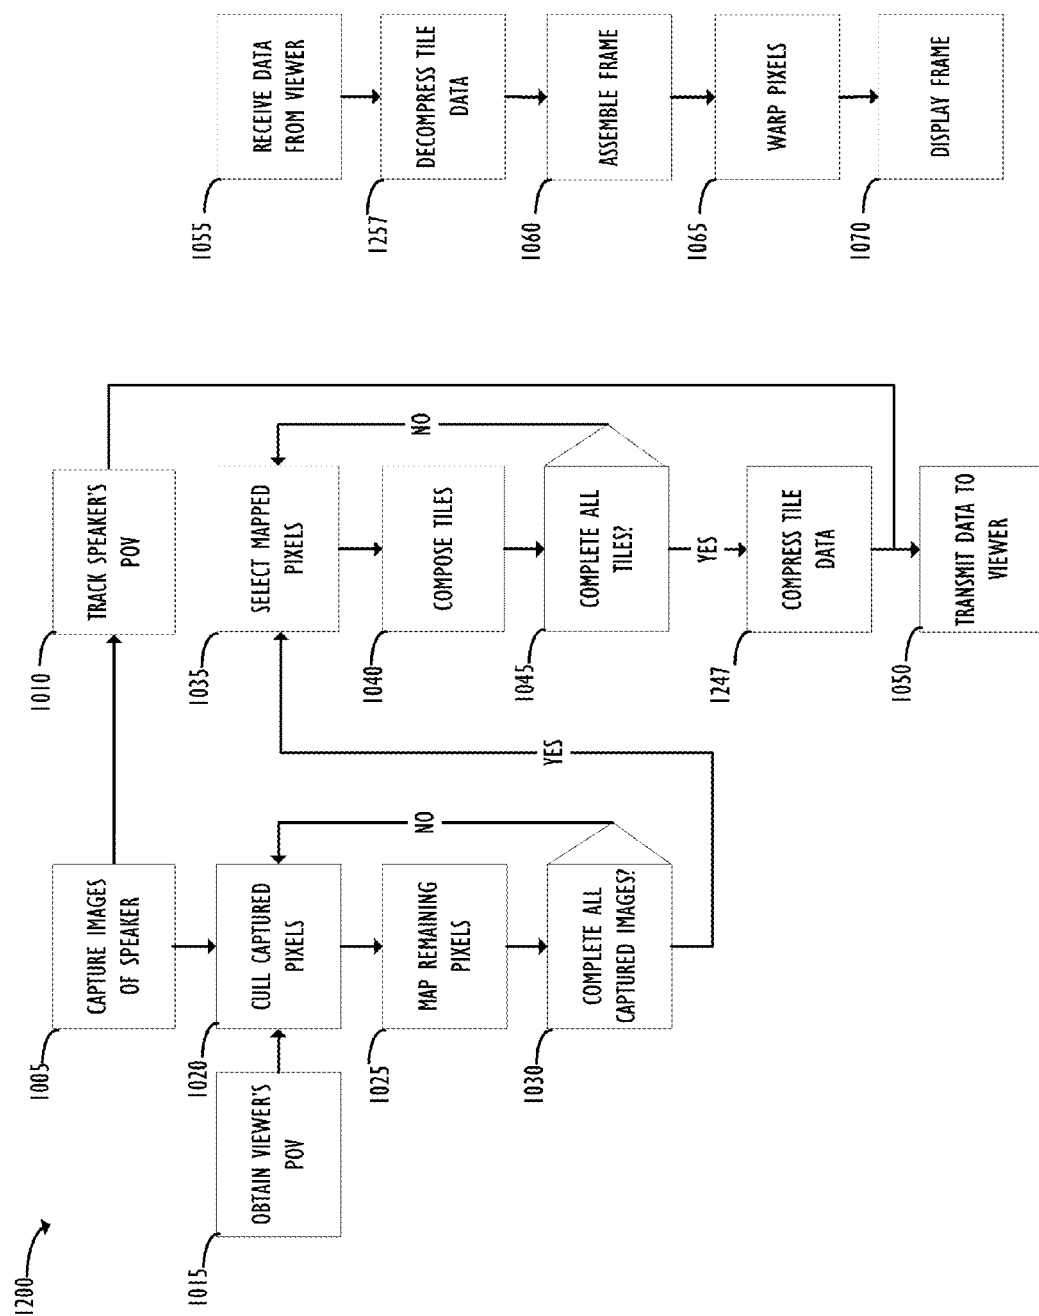 1200
1005
CAPTURE IMAGES
OF SPEAKER
1010
TRACK SPEAKER'S
POV
1015
OBTAIN VIEWER'S
POV
1020
CULL CAPTURED
PIXELS
1025
MAP REMAINING
PIXELS
1030
COMPLETE ALL
CAPTURED IMAGES?
NO
YES
1035
SELECT MAPPED
PIXELS
1040
COMPOSE TILES
1045
COMPLETE ALL
TILES?
NO
YES
1247
COMPRESS TILE
DATA
1050
TRANSMIT DATA TO
VIEWER
1055
RECEIVE DATA
FROM VIEWER
1257
DECOMPRESS TILE
DATA
1060
ASSEMBLE FRAME
1065
WARP PIXELS
1070
DISPLAY FRAME